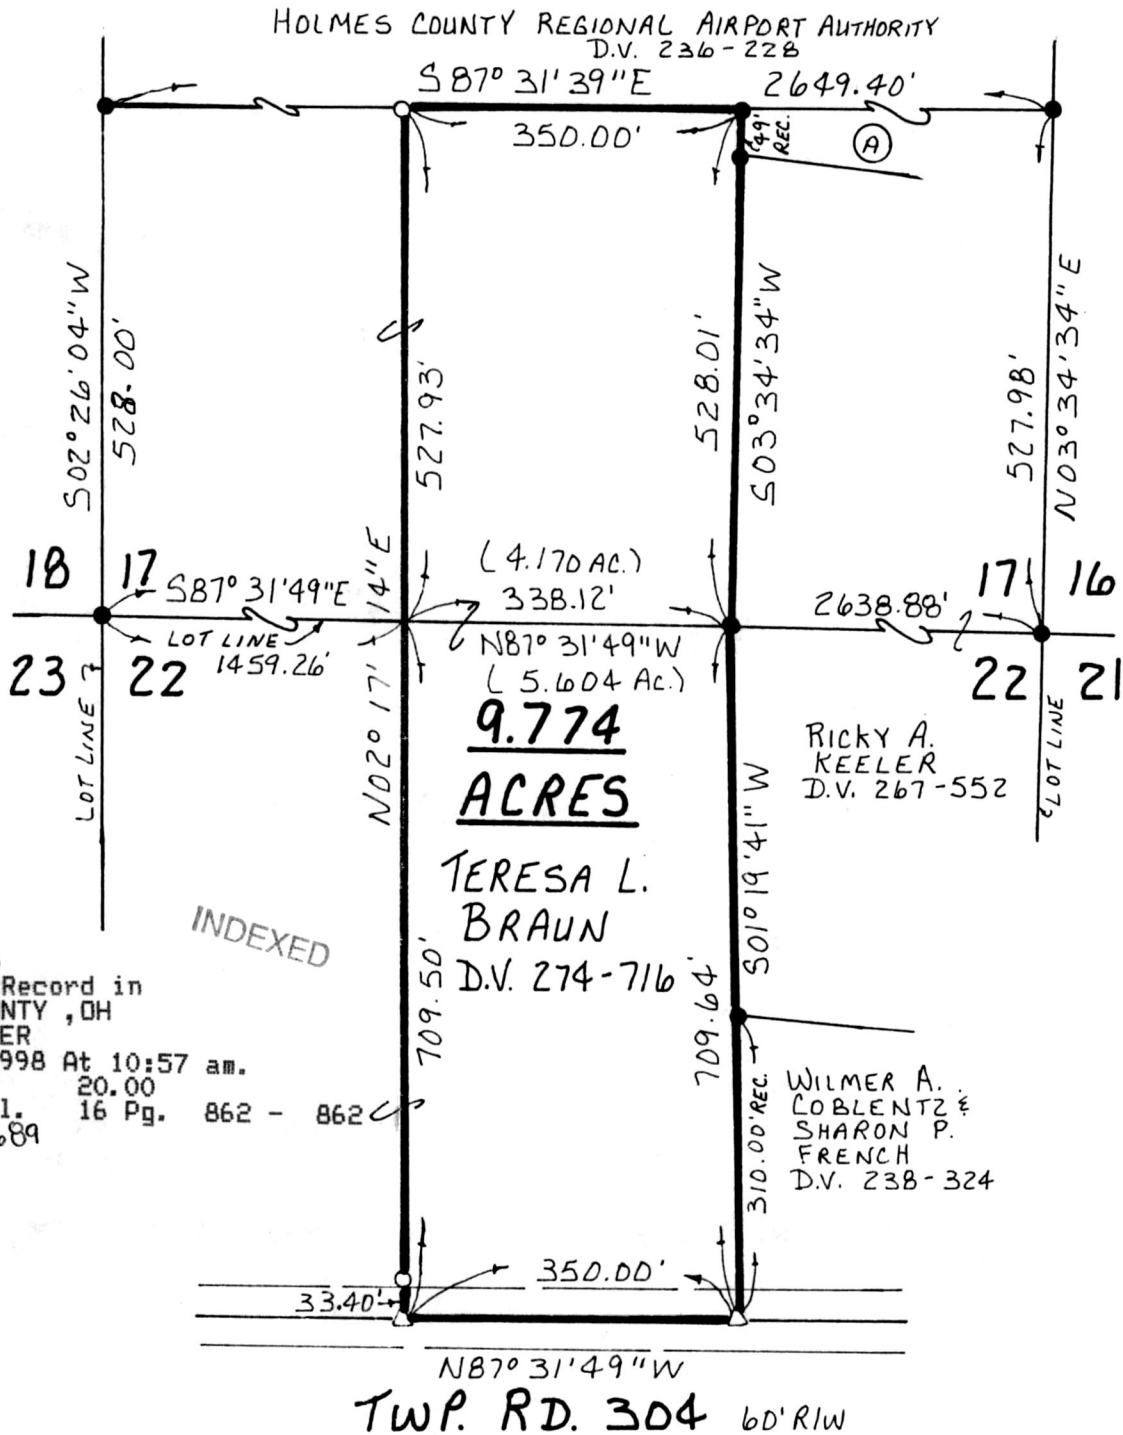 HOLMES COUNTY REGIONAL AIRPORT AUTHORITY
D.V. 236-228
S87° 31' 39"E
2649.40'
350.00'
49'
REC.
A
S02° 26' 04" W
528.00'
527.93'
528.01'
S03° 34' 34" W
527.98'
N03° 34' 34" E
18
17
S87° 31' 49"E
LOT LINE
1459.26'
(4.170 AC.)
338.12'
N87° 31' 49"W
(5.604 AC.)
2638.88'
17
16
23
22
22
21
LOT LINE
LOT LINE
N02° 17' 14" E
9.774
ACRES
TERESA L.
BRAUN
D.V. 274-716
RICKY A.
KEELER
D.V. 267-552
S01° 19' 41" W
INDEXED
709.50'
709.64'
Record in
NTY ,OH
ER
998 At 10:57 am.
20.00
l. 16 Pg. 862 - 862
689
310.00' REC.
WILMER A.
COBLENTZ &
SHARON P.
FRENCH
D.V. 238-324
350.00'
33.40'
N87° 31' 49" W
TWP. RD. 304 60' R/W